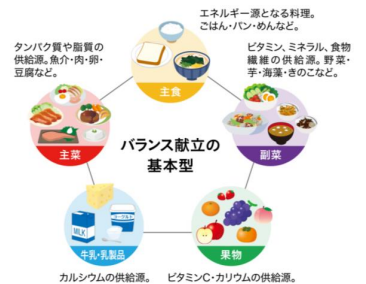 エネルギー源となる料理。
ごはん・パン・めんなど。
主食
タンパク質や脂質の
供給源。魚介・肉・卵・
豆腐など。
主菜
ビタミン、ミネラル、食物
繊維の供給源。野菜・
芋・海藻・きのこなど。
副菜
バランス献立の
基本型
MILK
ヨーグルト
牛乳・乳製品
カルシウムの供給源。
果物
ビタミンC・カリウムの供給源。